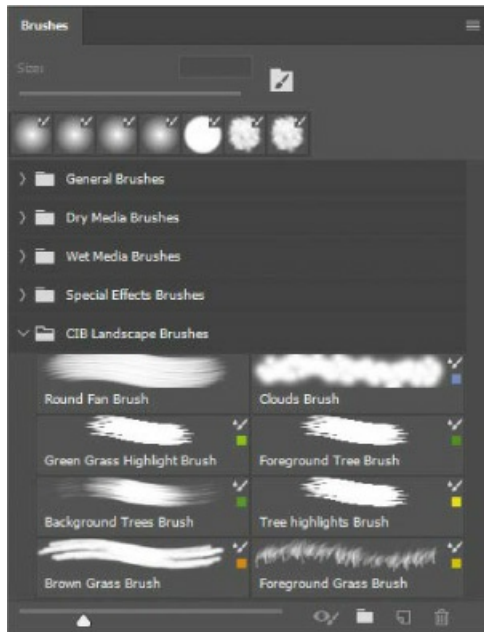 Brushes
Size:
General Brushes
Dry Media Brushes
Wet Media Brushes
Special Effects Brushes
CIB Landscape Brushes
Round Fan Brush
Clouds Brush
Green Grass Highlight Brush
Foreground Tree Brush
Background Trees Brush
Tree highlights Brush
Brown Grass Brush
Foreground Grass Brush